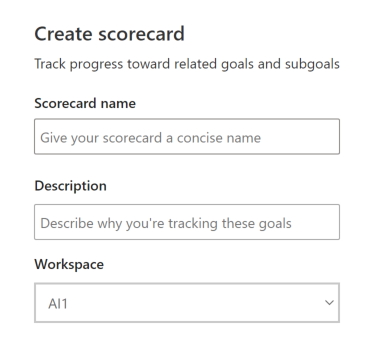 Create scorecard
Track progress toward related goals and subgoals
Scorecard name
Give your scorecard a concise name
Description
Describe why you're tracking these goals
Workspace
AI1